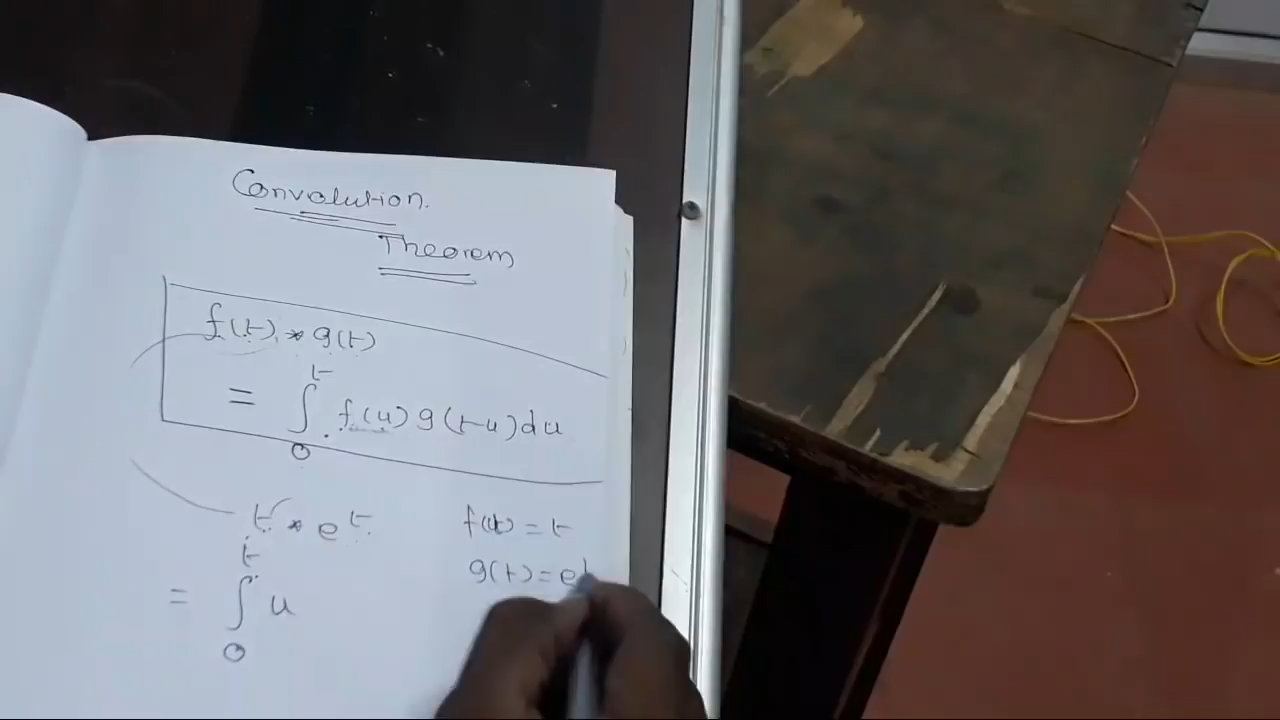 Convolution.
Theorem
f(t) * g(t)
= ∫₀ᵗ f(u) g(t-u) du
t * eᵗ
f(t) = t
g(t) = eᵗ
= ∫₀ᵗ u